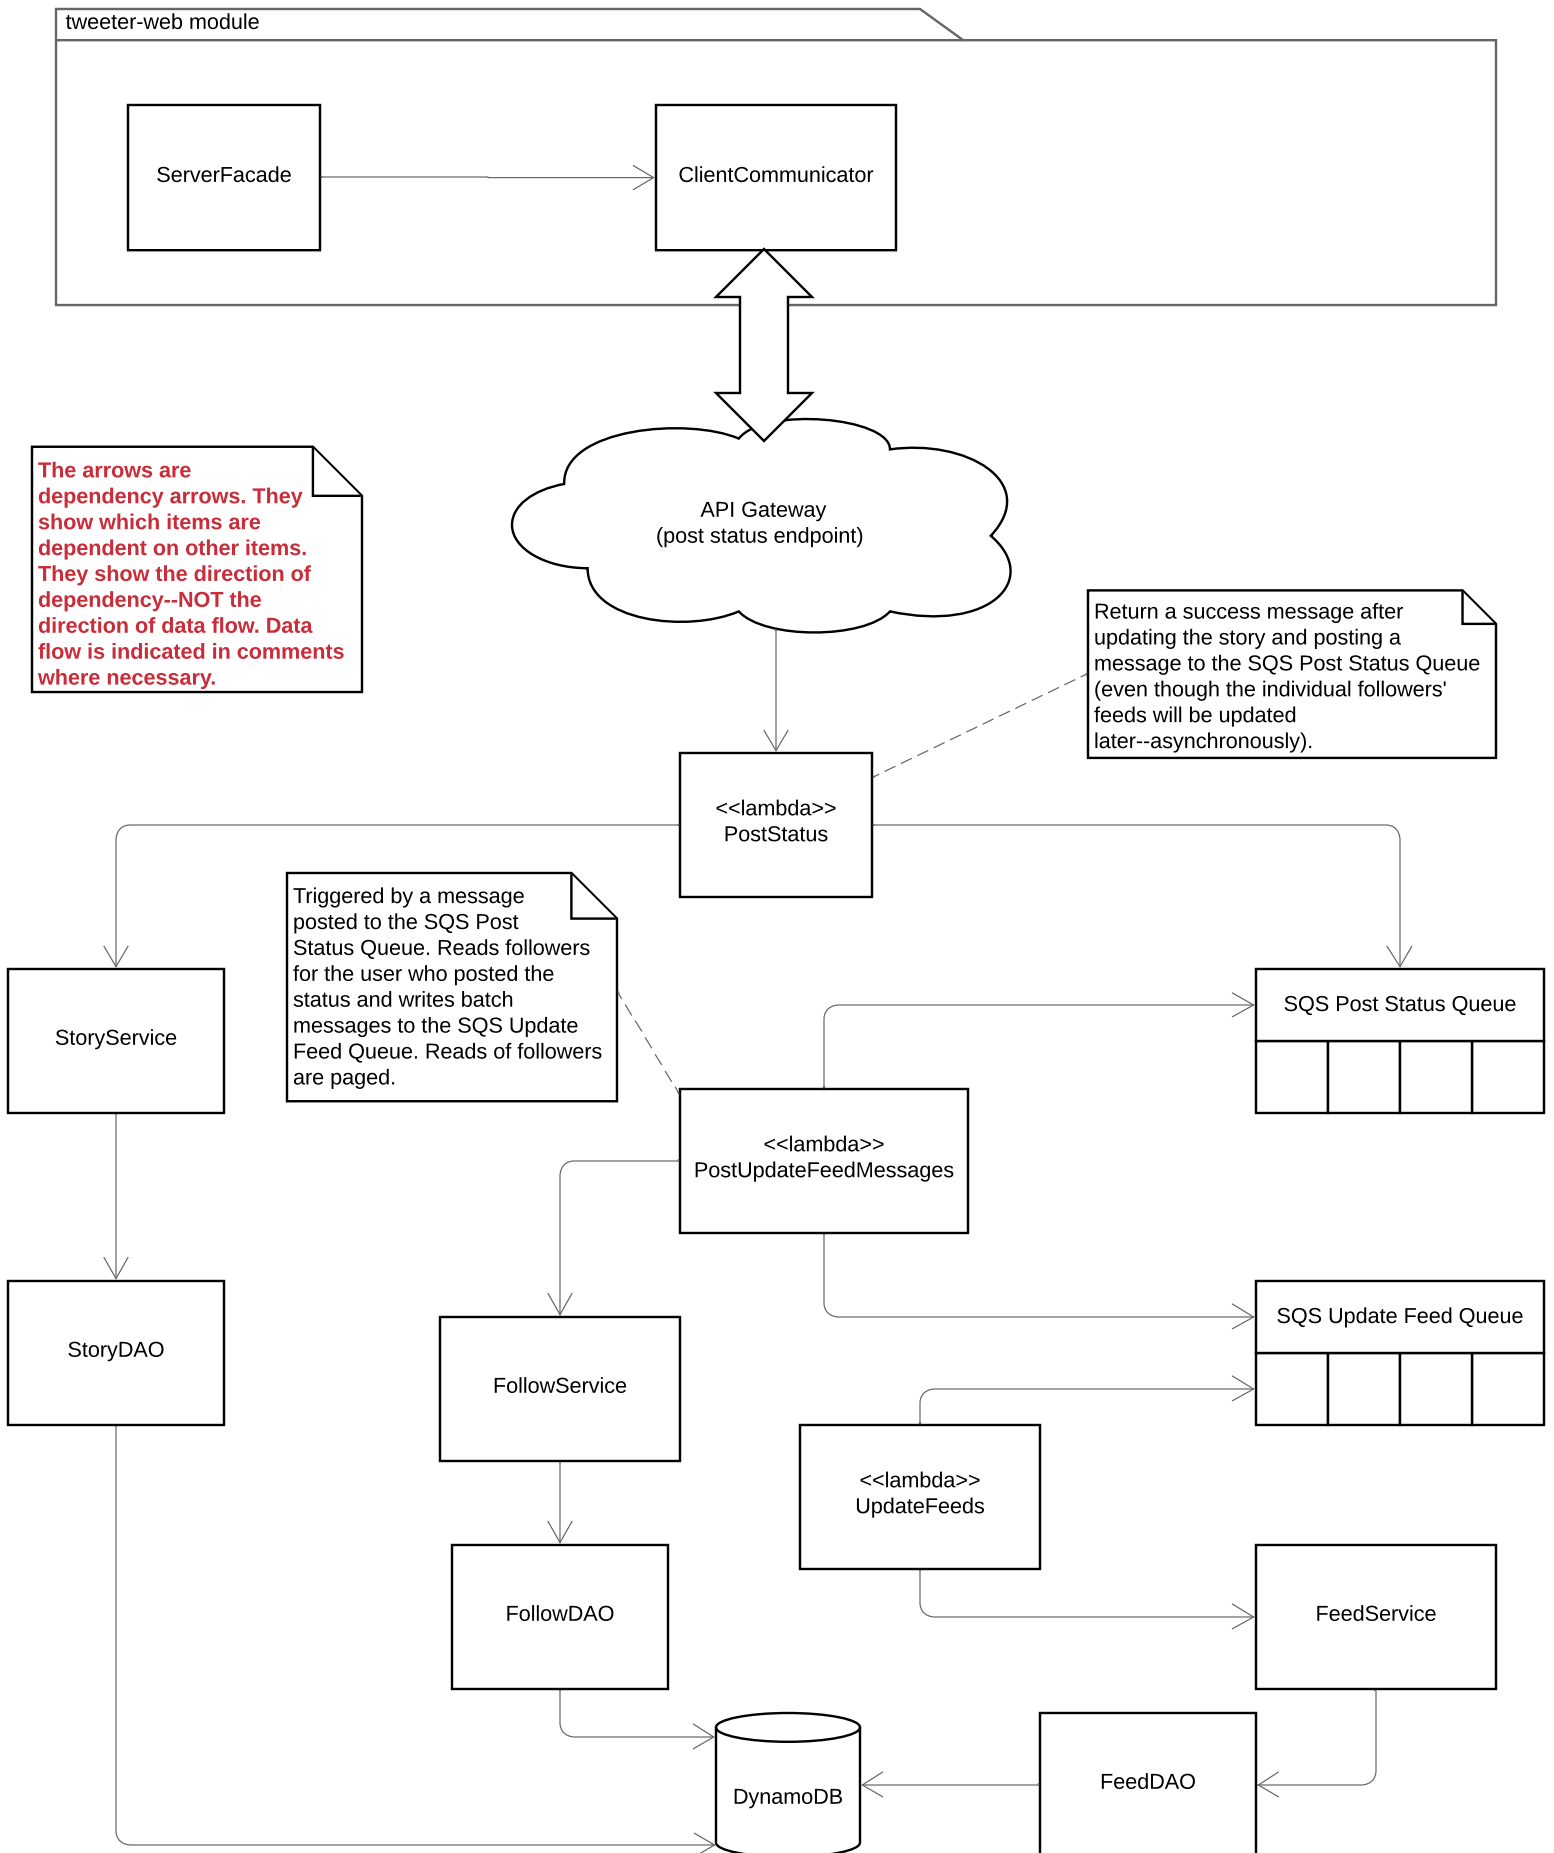 tweeter-web module
ServerFacade
ClientCommunicator
The arrows are
dependency arrows. They
show which items are
dependent on other items.
They show the direction of
dependency--NOT the
direction of data flow. Data
flow is indicated in comments
where necessary.
API Gateway
(post status endpoint)
Return a success message after
updating the story and posting a
message to the SQS Post Status Queue
(even though the individual followers'
feeds will be updated
later--asynchronously).
<<lambda>>
PostStatus
Triggered by a message
posted to the SQS Post
Status Queue. Reads followers
for the user who posted the
status and writes batch
messages to the SQS Update
Feed Queue. Reads of followers
are paged.
StoryService
SQS Post Status Queue
<<lambda>>
PostUpdateFeedMessages
StoryDAO
SQS Update Feed Queue
FollowService
<<lambda>>
UpdateFeeds
FollowDAO
FeedService
DynamoDB
FeedDAO